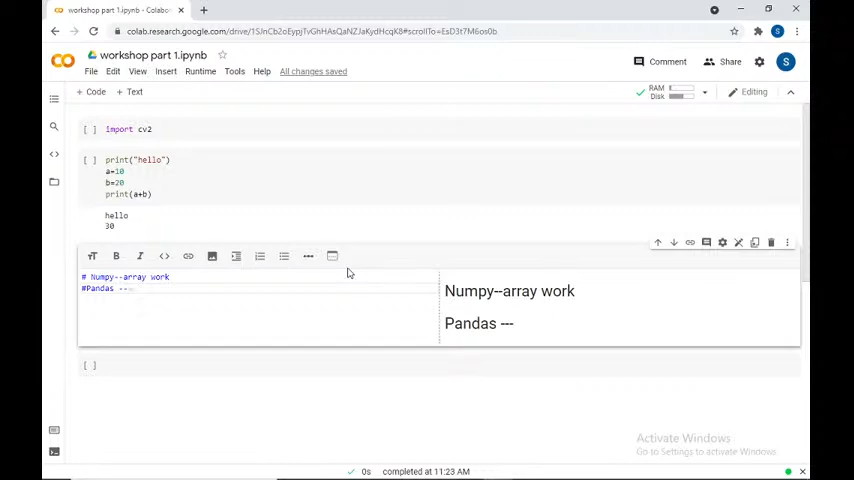 workshop part 1.ipynb - Colabo
colab.research.google.com/drive/1SJnCb2oEypjTvGhHAsQaNZJaKydHcqK8#scrollTo=EsD3t7M6os0b
S
workshop part 1.ipynb
File Edit View Insert Runtime Tools Help All changes saved
Comment Share S
+ Code + Text
RAM
Disk
Editing
[ ] import cv2
[ ] print("hello")
a=10
b=20
print(a+b)
hello
30
# Numpy--array work
#Pandas ---
Numpy--array work
Pandas ---
[ ]
Activate Windows
Go to Settings to activate Windows.
0s completed at 11:23 AM